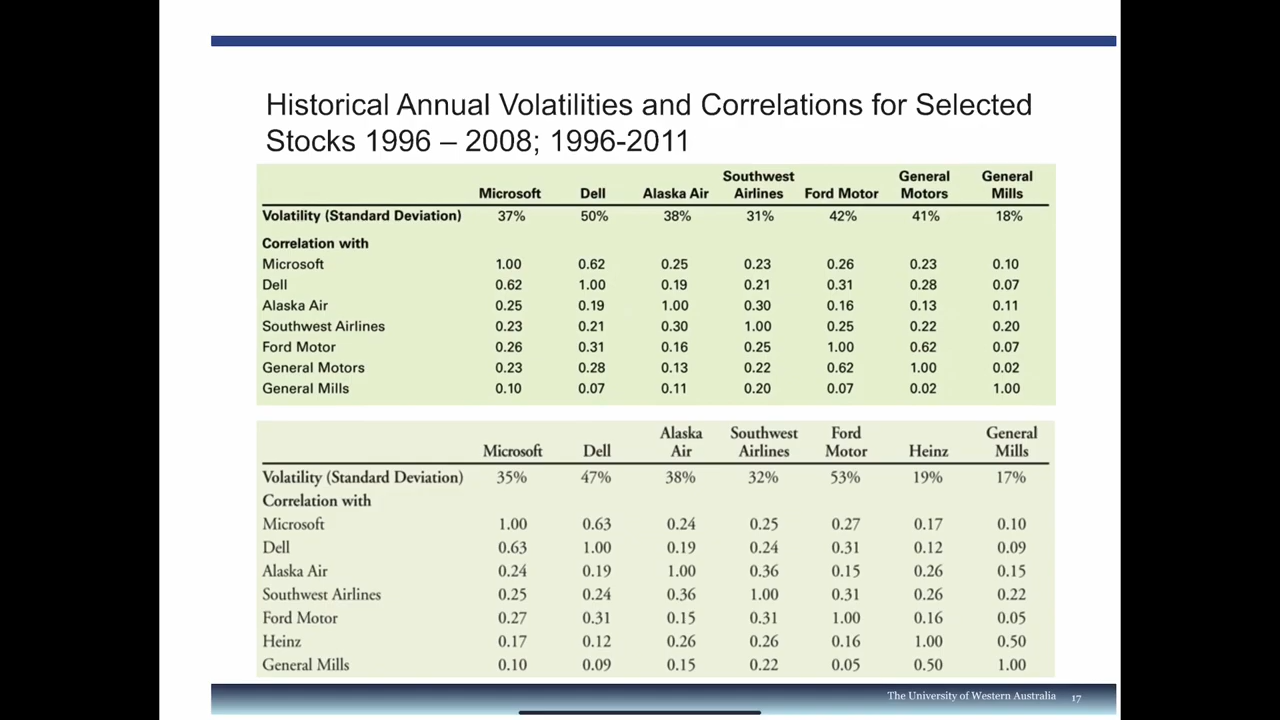 Historical Annual Volatilities and Correlations for Selected
Stocks 1996 – 2008; 1996-2011
Microsoft Dell Alaska Air Southwest Airlines Ford Motor General Motors General Mills
Volatility (Standard Deviation) 37% 50% 38% 31% 42% 41% 18%
Correlation with
Microsoft 1.00 0.62 0.25 0.23 0.26 0.23 0.10
Dell 0.62 1.00 0.19 0.21 0.31 0.28 0.07
Alaska Air 0.25 0.19 1.00 0.30 0.16 0.13 0.11
Southwest Airlines 0.23 0.21 0.30 1.00 0.25 0.22 0.20
Ford Motor 0.26 0.31 0.16 0.25 1.00 0.62 0.07
General Motors 0.23 0.28 0.13 0.22 0.62 1.00 0.02
General Mills 0.10 0.07 0.11 0.20 0.07 0.02 1.00
Microsoft Dell Alaska Air Southwest Airlines Ford Motor Heinz General Mills
Volatility (Standard Deviation) 35% 47% 38% 32% 53% 19% 17%
Correlation with
Microsoft 1.00 0.63 0.24 0.25 0.27 0.17 0.10
Dell 0.63 1.00 0.19 0.24 0.31 0.12 0.09
Alaska Air 0.24 0.19 1.00 0.36 0.15 0.26 0.15
Southwest Airlines 0.25 0.24 0.36 1.00 0.31 0.26 0.22
Ford Motor 0.27 0.31 0.15 0.31 1.00 0.16 0.05
Heinz 0.17 0.12 0.26 0.26 0.16 1.00 0.50
General Mills 0.10 0.09 0.15 0.22 0.05 0.50 1.00
The University of Western Australia 17